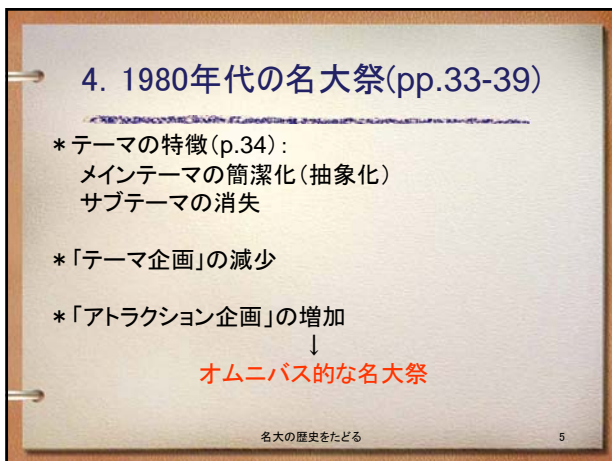 4. 1980年代の名大祭(pp.33-39)
*テーマの特徴(p.34):
メインテーマの簡潔化(抽象化)
サブテーマの消失
*「テーマ企画」の減少
*「アトラクション企画」の増加
↓
オムニバス的な名大祭
名大の歴史をたどる 5